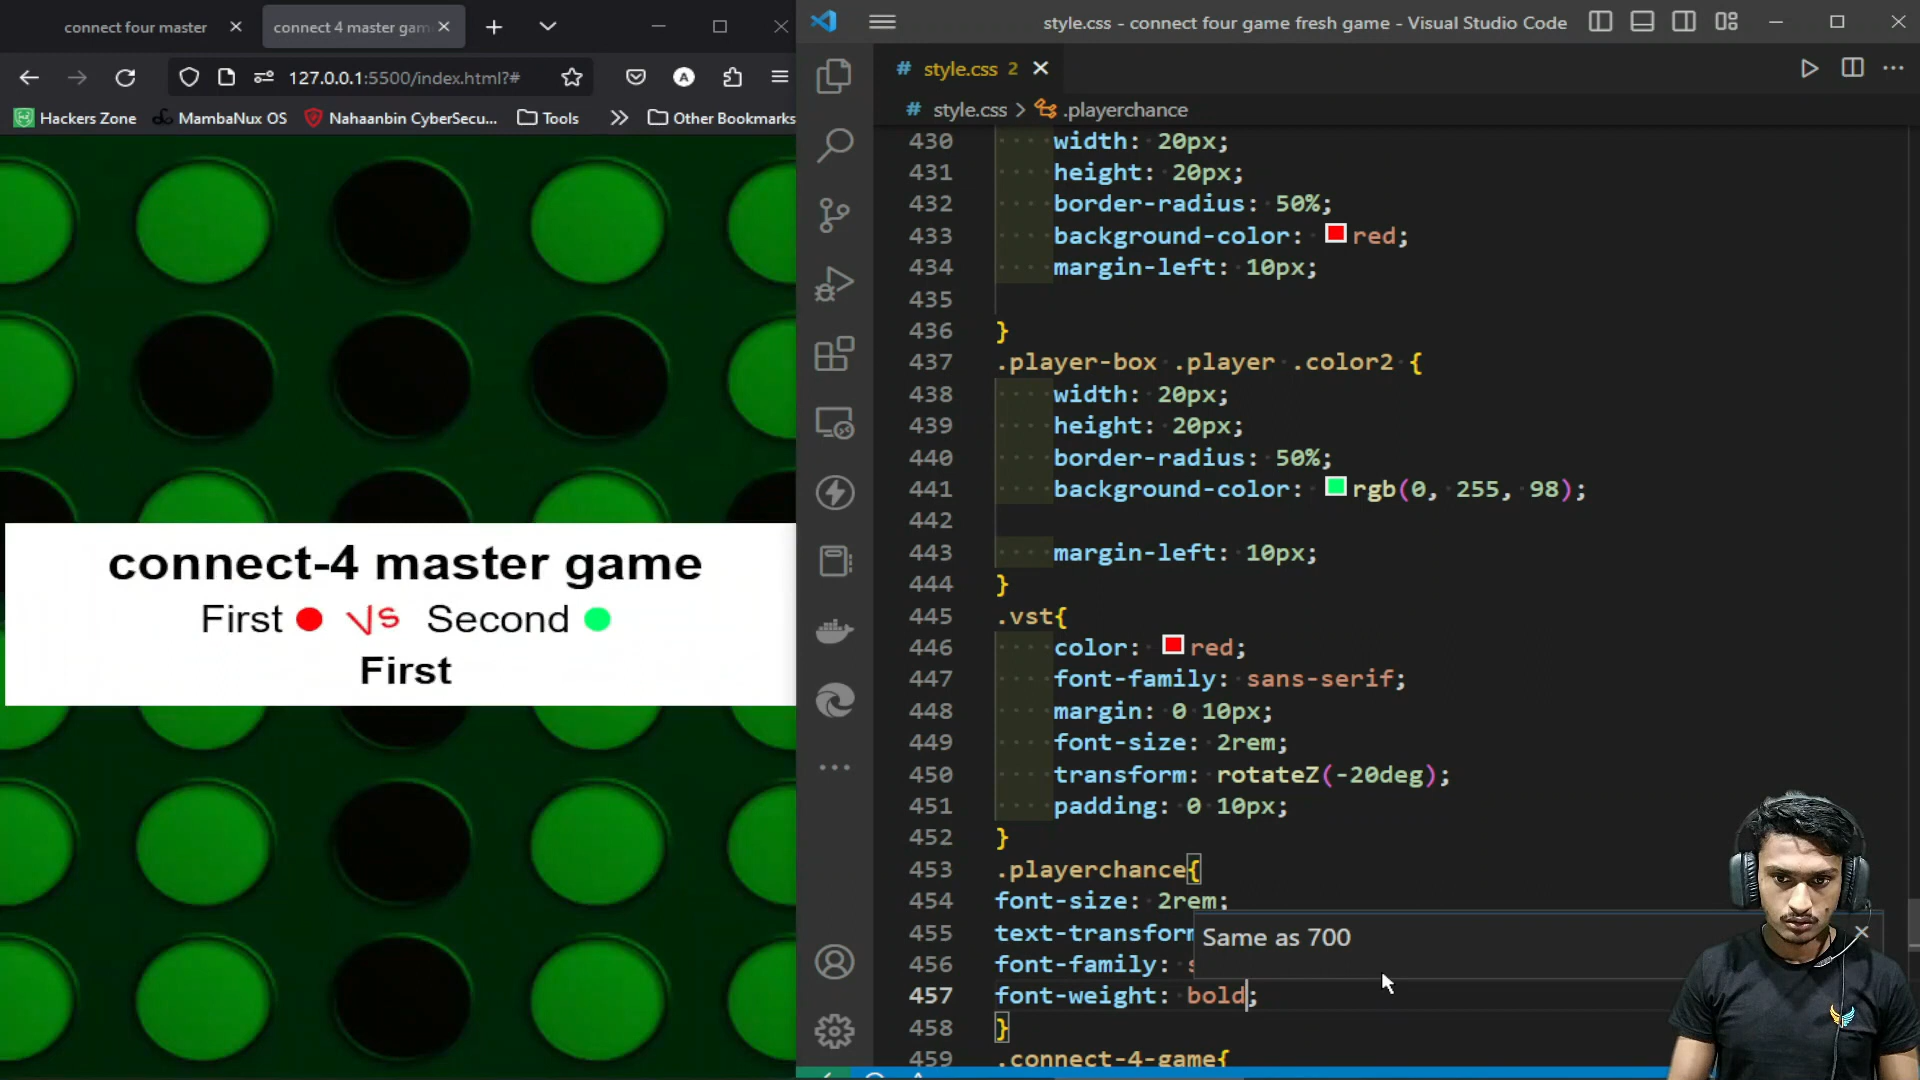 connect four master
connect 4 master gam
style.css - connect four game fresh game - Visual Studio Code
127.0.0.1:5500/index.html?#
Hackers Zone
MambaNux OS
Nahaanbin CyberSecu...
Tools
Other Bookmarks
style.css 2
style.css > .playerchance
connect-4 master game
First VS Second
First
430 width: 20px;
431 height: 20px;
432 border-radius: 50%;
433 background-color: red;
434 margin-left: 10px;
435
436 }
437 .player-box .player .color2 {
438 width: 20px;
439 height: 20px;
440 border-radius: 50%;
441 background-color: rgb(0, 255, 98);
442
443 margin-left: 10px;
444 }
445 .vst{
446 color: red;
447 font-family: sans-serif;
448 margin: 0 10px;
449 font-size: 2rem;
450 transform: rotateZ(-20deg);
451 padding: 0 10px;
452 }
453 .playerchance{
454 font-size: 2rem;
455 text-transform
456 font-family: s
457 font-weight: bold;
458 }
459 .connect-4-game{
Same as 700